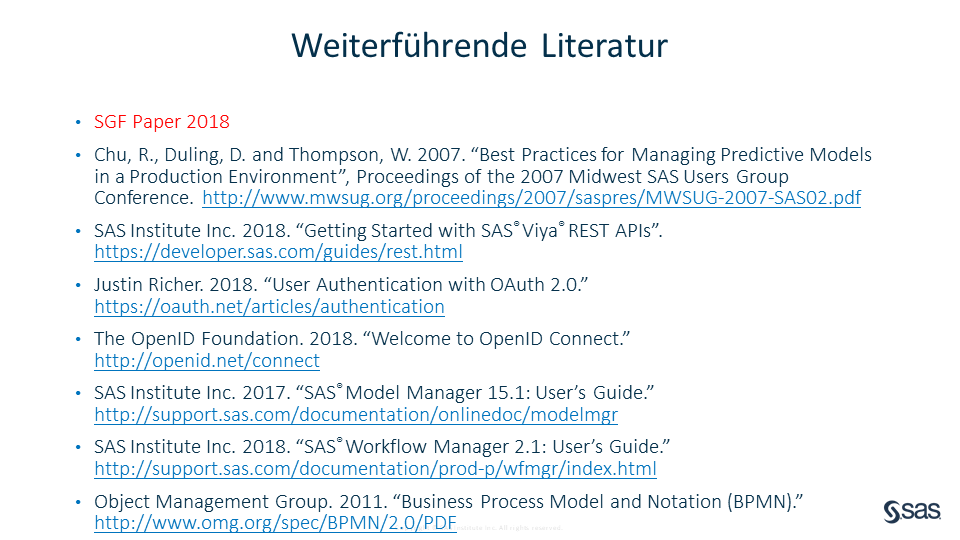 Weiterführende Literatur
• SGF Paper 2018
• Chu, R., Duling, D. and Thompson, W. 2007. “Best Practices for Managing Predictive Models
in a Production Environment”, Proceedings of the 2007 Midwest SAS Users Group
Conference. http://www.mwsug.org/proceedings/2007/saspres/MWSUG-2007-SAS02.pdf
• SAS Institute Inc. 2018. “Getting Started with SAS® Viya® REST APIs”.
https://developer.sas.com/guides/rest.html
• Justin Richer. 2018. “User Authentication with OAuth 2.0.”
https://oauth.net/articles/authentication
• The OpenID Foundation. 2018. “Welcome to OpenID Connect.”
http://openid.net/connect
• SAS Institute Inc. 2017. “SAS® Model Manager 15.1: User’s Guide.”
http://support.sas.com/documentation/onlinedoc/modelmgr
• SAS Institute Inc. 2018. “SAS® Workflow Manager 2.1: User’s Guide.”
http://support.sas.com/documentation/prod-p/wfmgr/index.html
• Object Management Group. 2011. “Business Process Model and Notation (BPMN).”
http://www.omg.org/spec/BPMN/2.0/PDF
All rights reserved.
sas